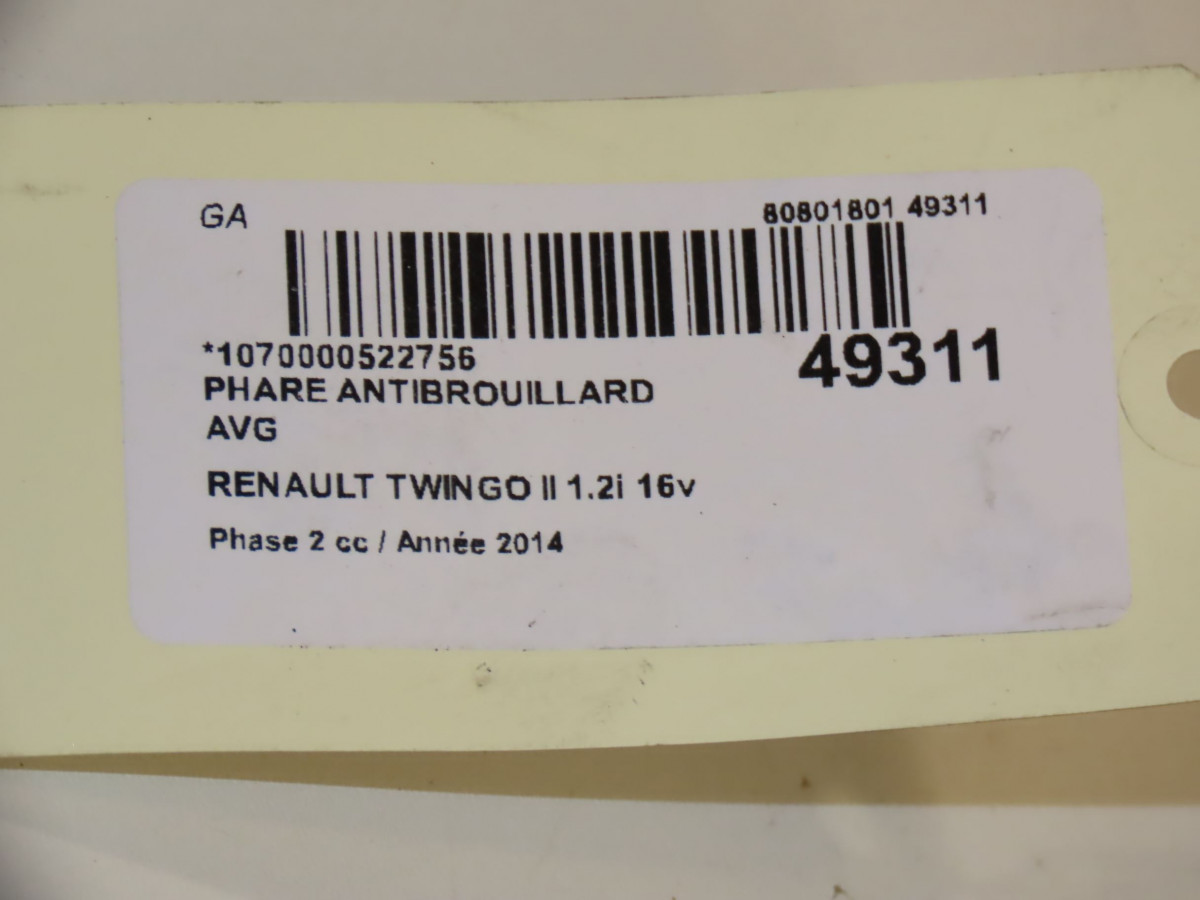 GA
80801801 49311
*1070000522756
49311
PHARE ANTIBROUILLARD
AVG
RENAULT TWINGO II 1.2i 16v
Phase 2 cc / Année 2014